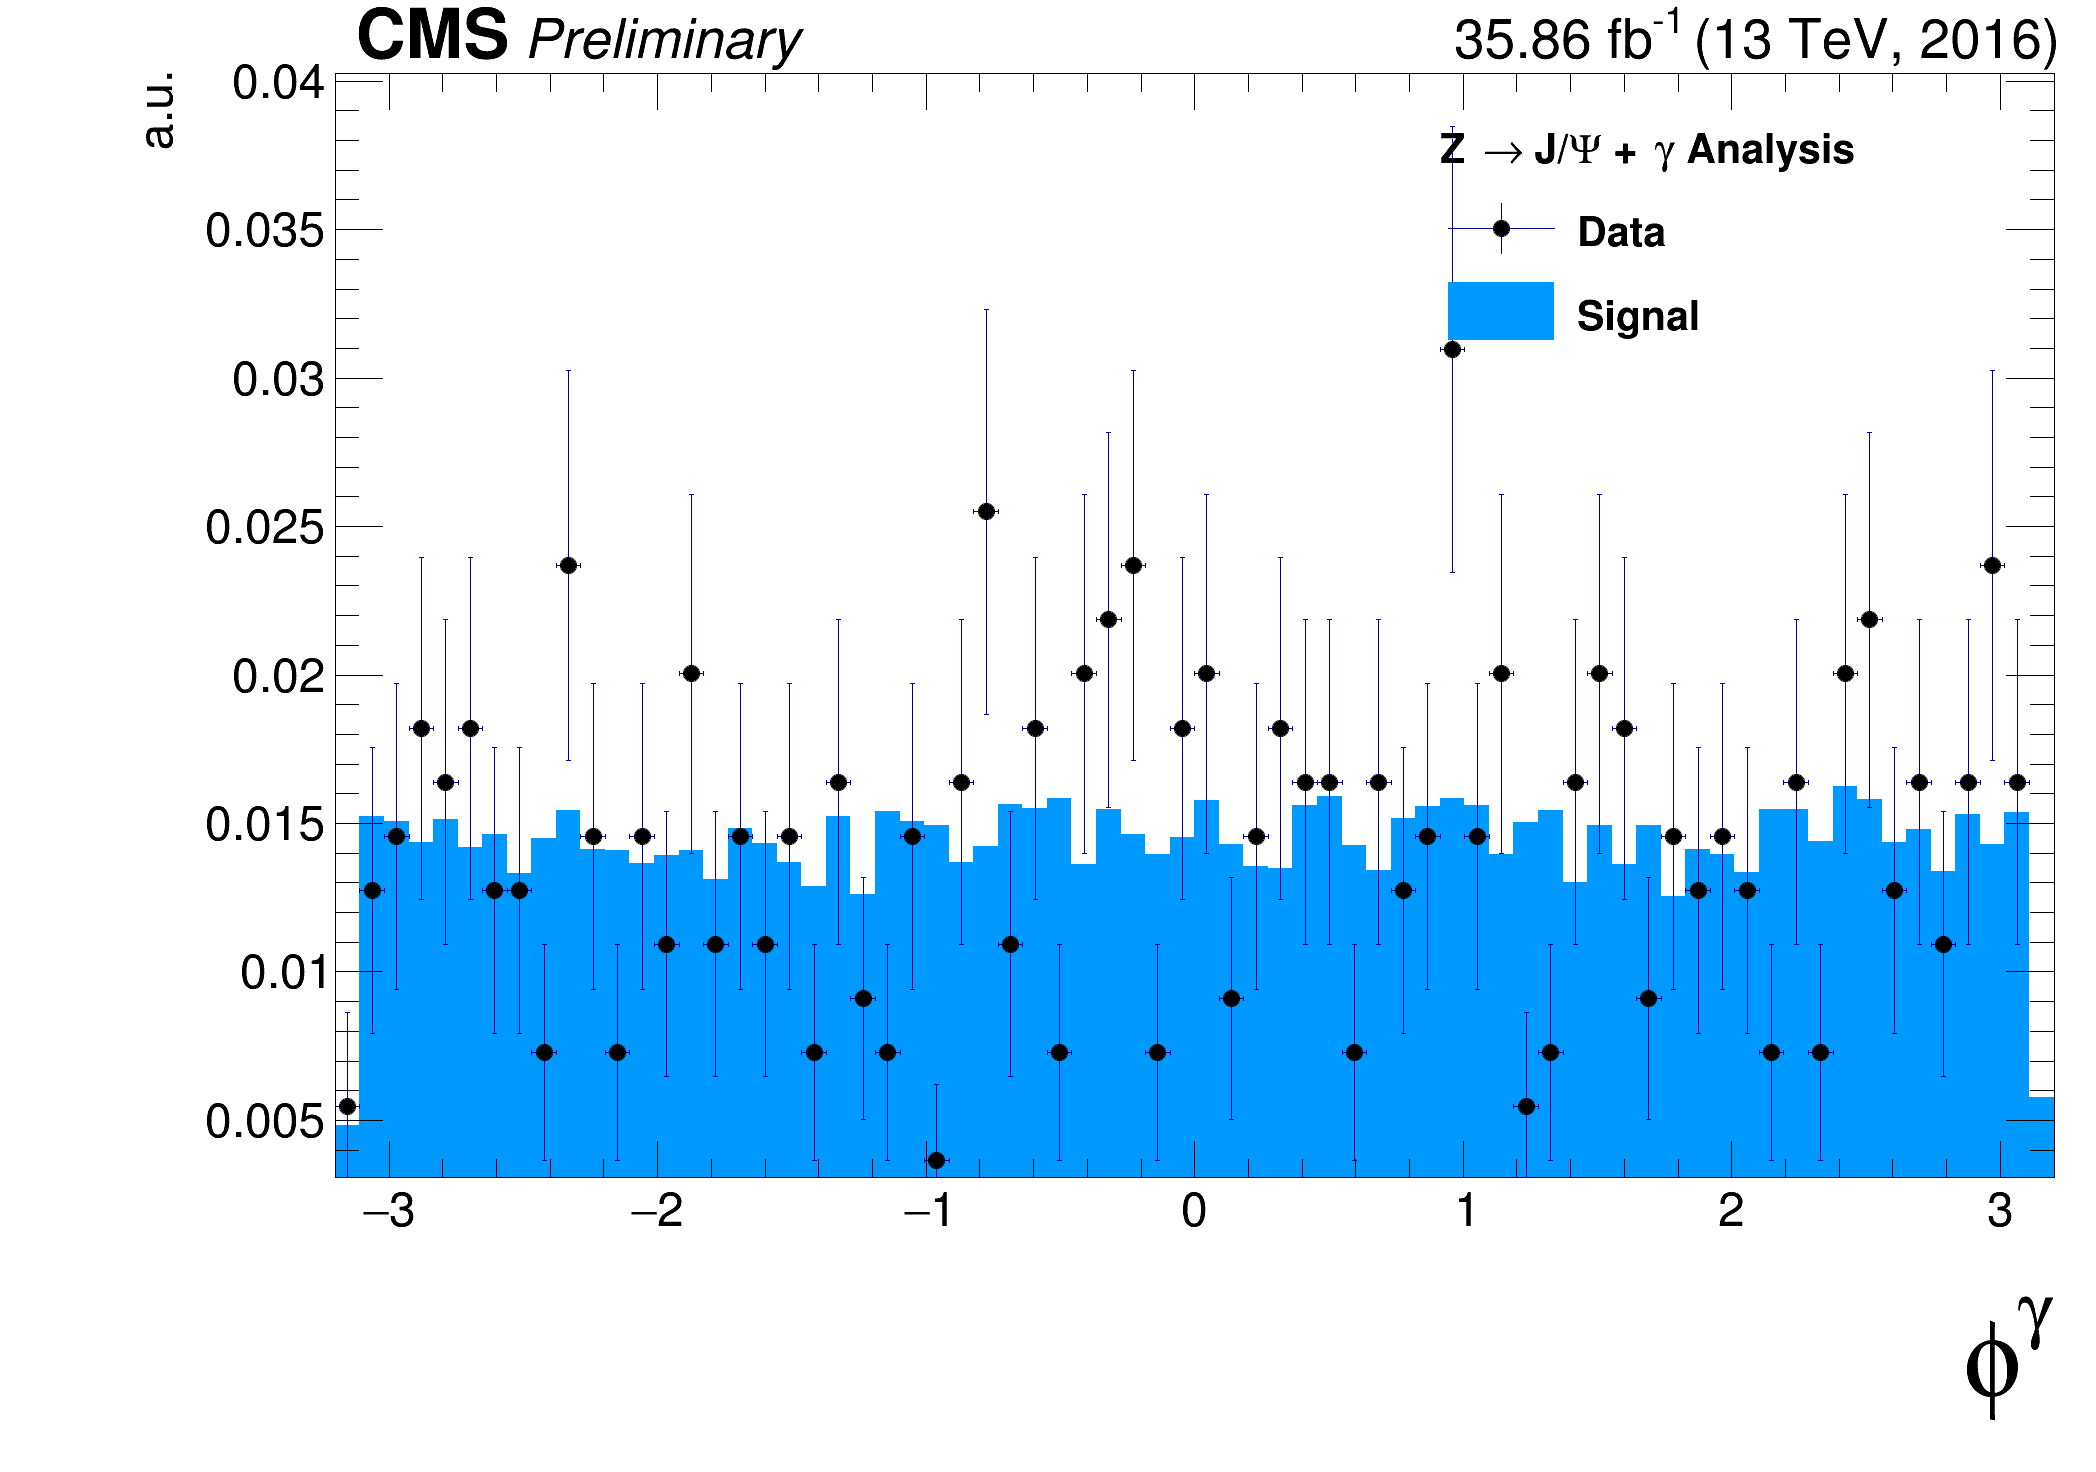 CMS Preliminary 35.86 fb⁻¹ (13 TeV, 2016)
a.u.
0.04
0.035
0.03
0.025
0.02
0.015
0.01
0.005
Z → J/Ψ + γ Analysis
Data
Signal
−3 −2 −1 0 1 2 3
ϕ^γ